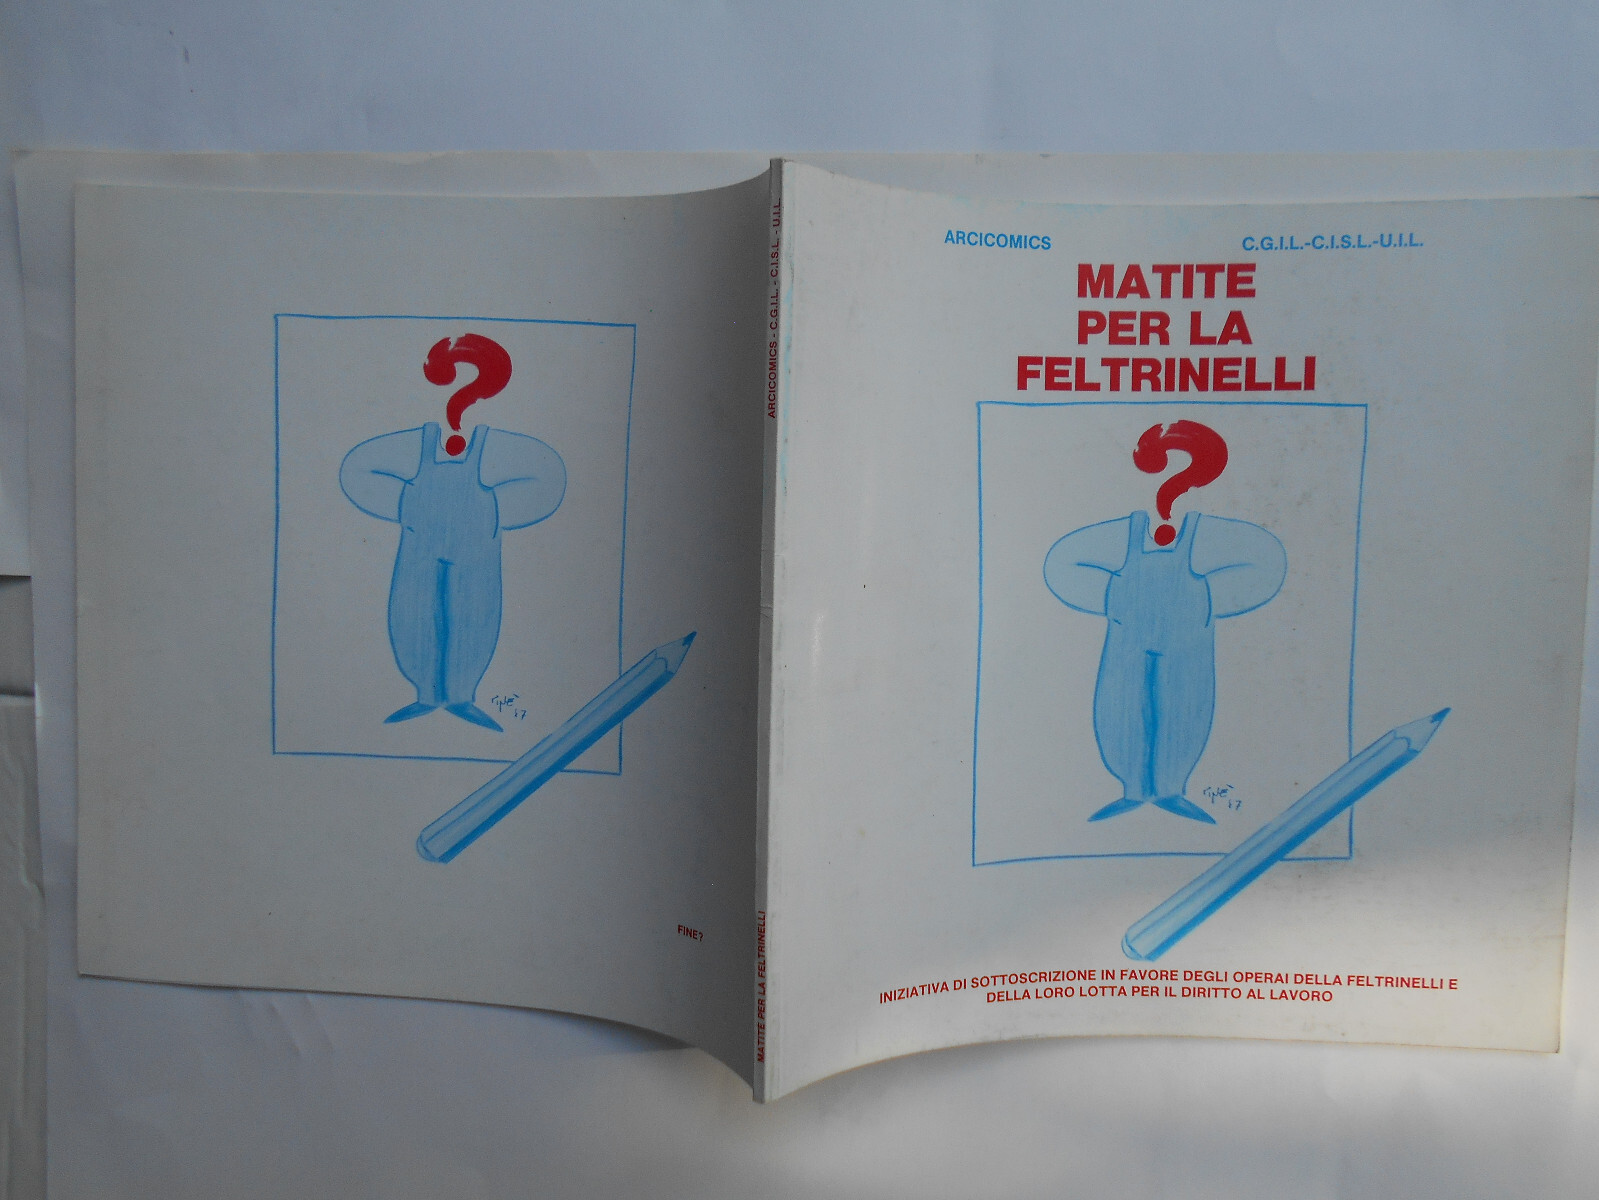 ARCICOMICS
C.G.I.L.-C.I.S.L.-U.I.L.
MATITE
PER LA
FELTRINELLI
INIZIATIVA DI SOTTOSCRIZIONE IN FAVORE DEGLI OPERAI DELLA FELTRINELLI E
DELLA LORO LOTTA PER IL DIRITTO AL LAVORO
ARCICOMICS - C.G.I.L. - C.I.S.L. - U.I.L.
MATITE PER LA FELTRINELLI
FINE?